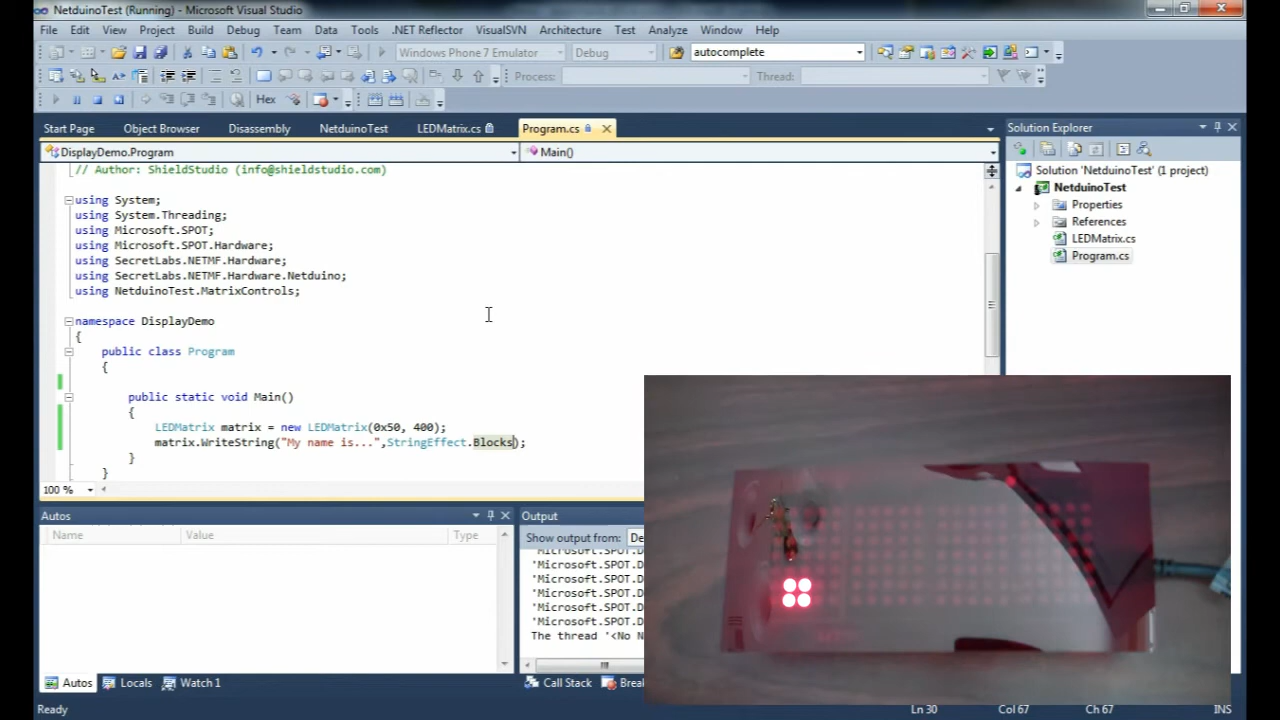 NetduinoTest (Running) - Microsoft Visual Studio
File Edit View Project Build Debug Team Data Tools .NET Reflector VisualSVN Architecture Test Analyze Window Help
Windows Phone 7 Emulator Debug autocomplete
Process: Thread:
Hex
Start Page Object Browser Disassembly NetduinoTest LEDMatrix.cs Program.cs
Solution Explorer
DisplayDemo.Program Main()
// Author: ShieldStudio (info@shieldstudio.com)
Solution 'NetduinoTest' (1 project)
NetduinoTest
Properties
References
LEDMatrix.cs
Program.cs
using System;
using System.Threading;
using Microsoft.SPOT;
using Microsoft.SPOT.Hardware;
using SecretLabs.NETMF.Hardware;
using SecretLabs.NETMF.Hardware.Netduino;
using NetduinoTest.MatrixControls;
namespace DisplayDemo
{
public class Program
{
public static void Main()
{
LEDMatrix matrix = new LEDMatrix(0x50, 400);
matrix.WriteString("My name is...",StringEffect.Blocks);
}
}
100 %
Autos
Name Value Type
Output
Show output from: De
'Microsoft.SPOT.D
'Microsoft.SPOT.D
'Microsoft.SPOT.D
'Microsoft.SPOT.D
'Microsoft.SPOT.D
The thread '<No N
Autos Locals Watch 1
Call Stack Breal
Ready Ln 30 Col 67 Ch 67 INS